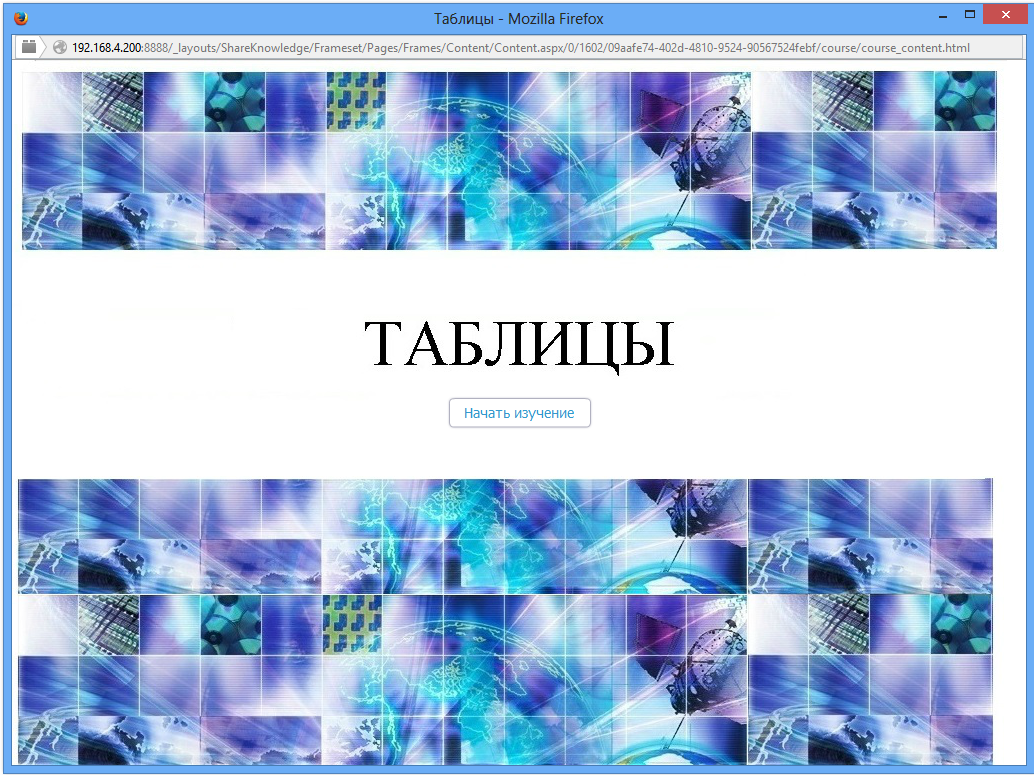 Таблицы - Mozilla Firefox
192.168.4.200:8888/_layouts/ShareKnowledge/Frameset/Pages/Frames/Content/Content.aspx/0/1602/09aafe74-402d-4810-9524-90567524febf/course/course_content.html
ТАБЛИЦЫ
Начать изучение